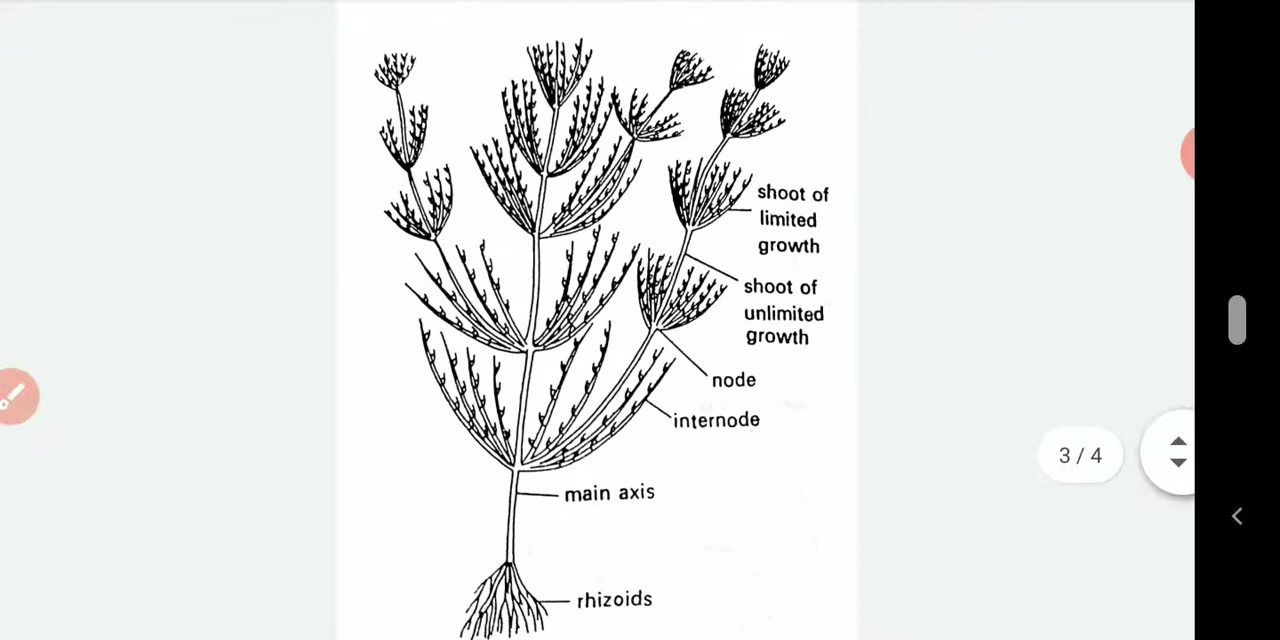 shoot of
limited
growth
shoot of
unlimited
growth
node
internode
3 / 4
main axis
rhizoids